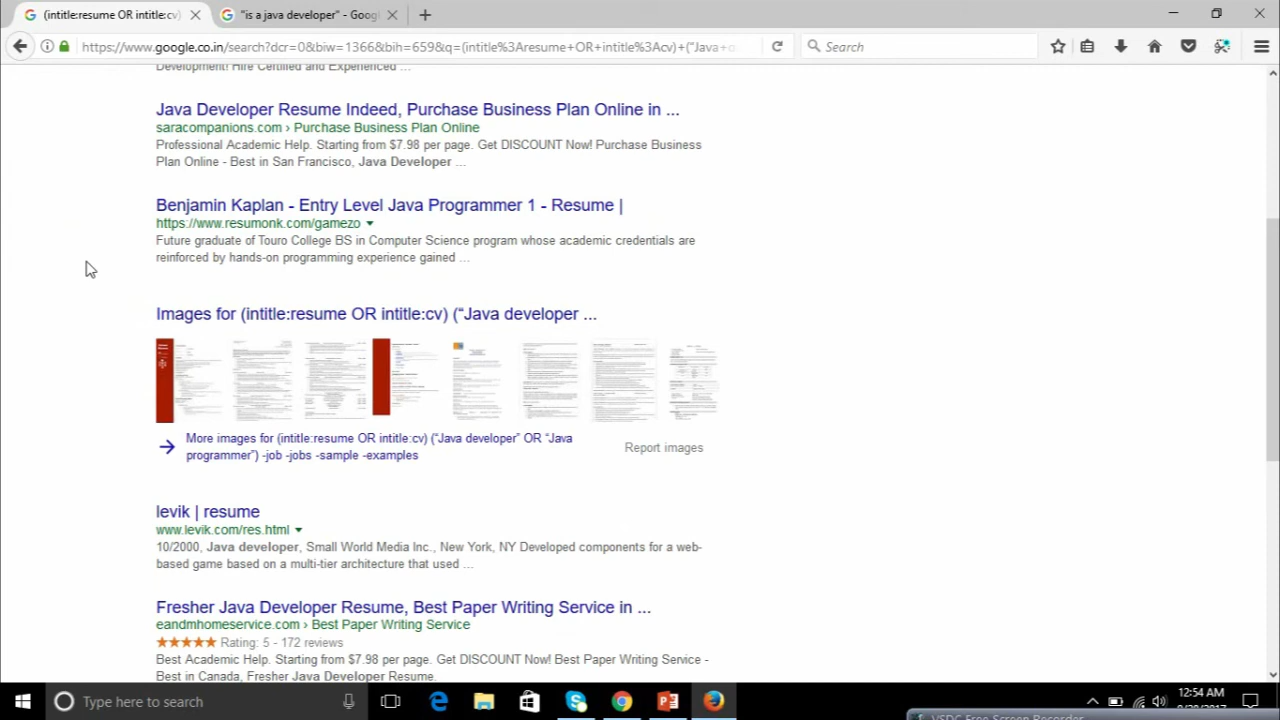 (intitle:resume OR intitle:cv)
"is a java developer" - Goog
https://www.google.co.in/search?dcr=0&biw=1366&bih=659&q=(intitle%3Aresume+OR+intitle%3Acv)+("Java+o
Search
Development! Hire Certified and Experienced ...
Java Developer Resume Indeed, Purchase Business Plan Online in ...
saracompanions.com › Purchase Business Plan Online
Professional Academic Help. Starting from $7.98 per page. Get DISCOUNT Now! Purchase Business
Plan Online - Best in San Francisco, Java Developer ...
Benjamin Kaplan - Entry Level Java Programmer 1 - Resume |
https://www.resumonk.com/gamezo
Future graduate of Touro College BS in Computer Science program whose academic credentials are
reinforced by hands-on programming experience gained ...
Images for (intitle:resume OR intitle:cv) (“Java developer ...
More images for (intitle:resume OR intitle:cv) (“Java developer” OR “Java
programmer”) -job -jobs -sample -examples
Report images
levik | resume
www.levik.com/res.html
10/2000, Java developer, Small World Media Inc., New York, NY Developed components for a web-
based game based on a multi-tier architecture that used ...
Fresher Java Developer Resume, Best Paper Writing Service in ...
eandmhomeservice.com › Best Paper Writing Service
Rating: 5 - 172 reviews
Best Academic Help. Starting from $7.98 per page. Get DISCOUNT Now! Best Paper Writing Service -
Best in Canada, Fresher Java Developer Resume.
Type here to search
12:54 AM
VSDC Free Screen Recorder